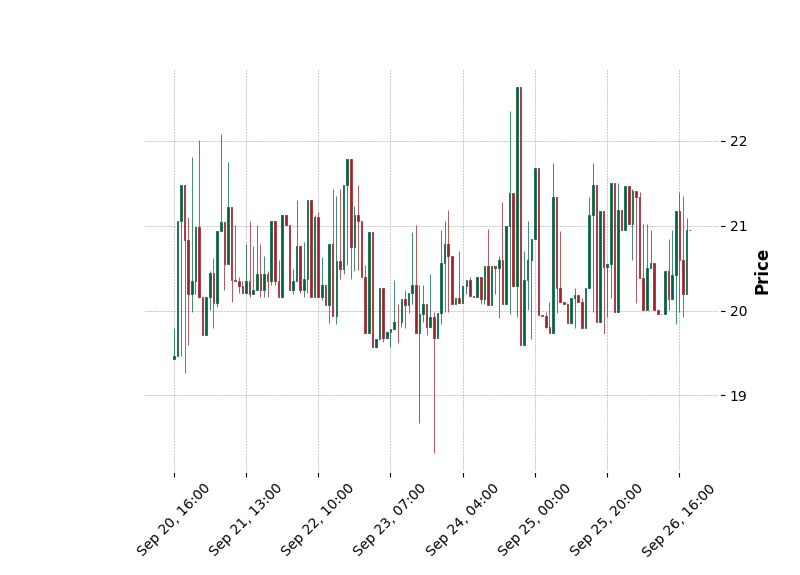 22
21
20
19
Price
Sep 20, 16:00
Sep 21, 13:00
Sep 22, 10:00
Sep 23, 07:00
Sep 24, 04:00
Sep 25, 00:00
Sep 25, 20:00
Sep 26, 16:00